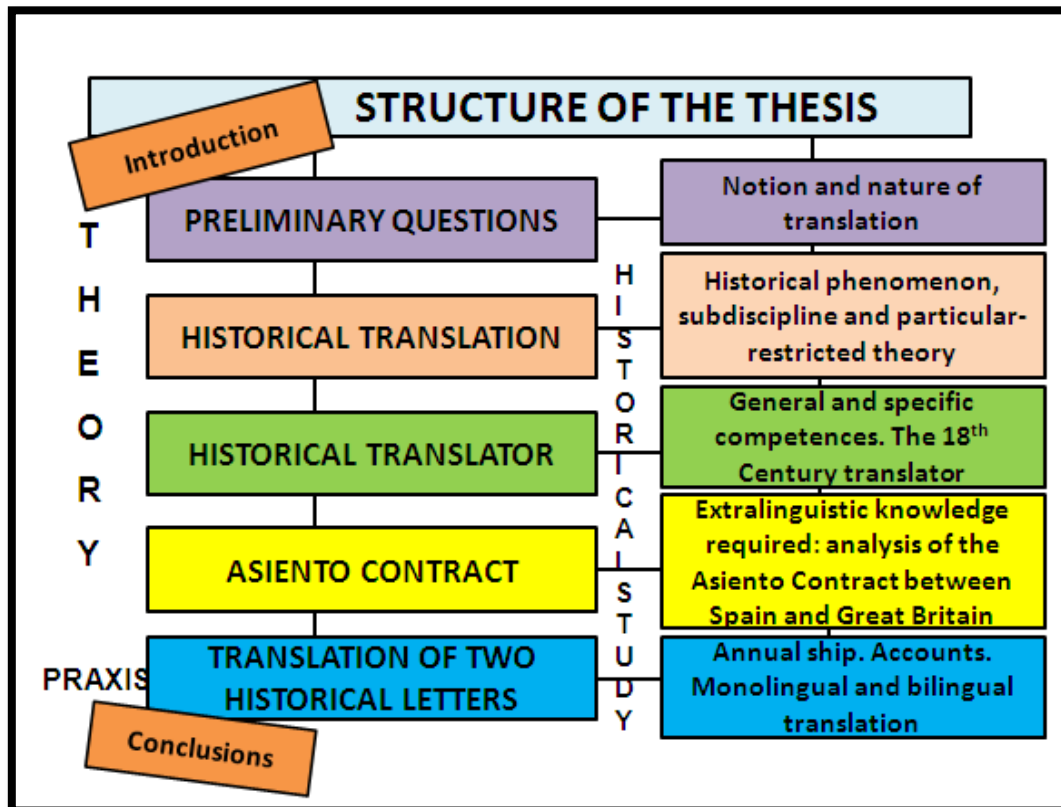 STRUCTURE OF THE THESIS
Introduction
THEORY
PRELIMINARY QUESTIONS
Notion and nature of
translation
HISTORICAL STUDY
HISTORICAL TRANSLATION
Historical phenomenon,
subdiscipline and particular-
restricted theory
HISTORICAL TRANSLATOR
General and specific
competences. The 18th
Century translator
ASIENTO CONTRACT
Extralinguistic knowledge
required: analysis of the
Asiento Contract between
Spain and Great Britain
PRAXIS
TRANSLATION OF TWO
HISTORICAL LETTERS
Annual ship. Accounts.
Monolingual and bilingual
translation
Conclusions